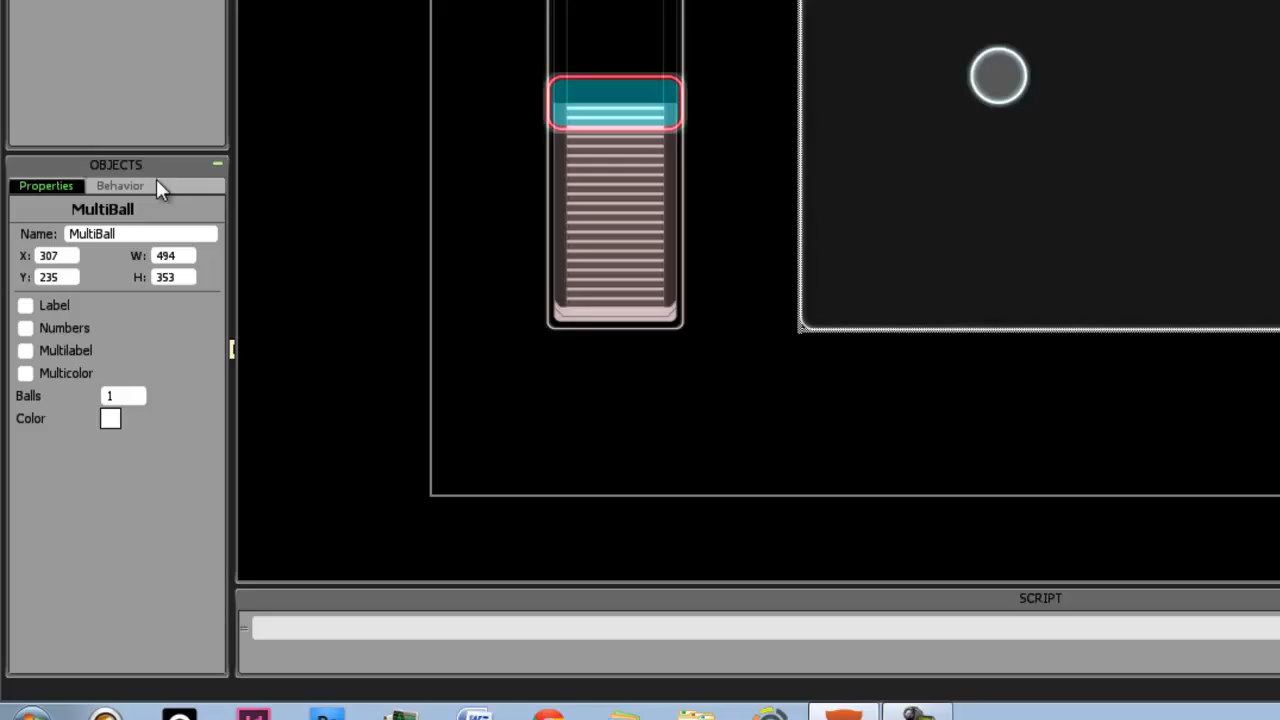 OBJECTS
Properties Behavior
MultiBall
Name: MultiBall
X: 307 W: 494
Y: 235 H: 353
Label
Numbers
Multilabel
Multicolor
Balls 1
Color
SCRIPT
=